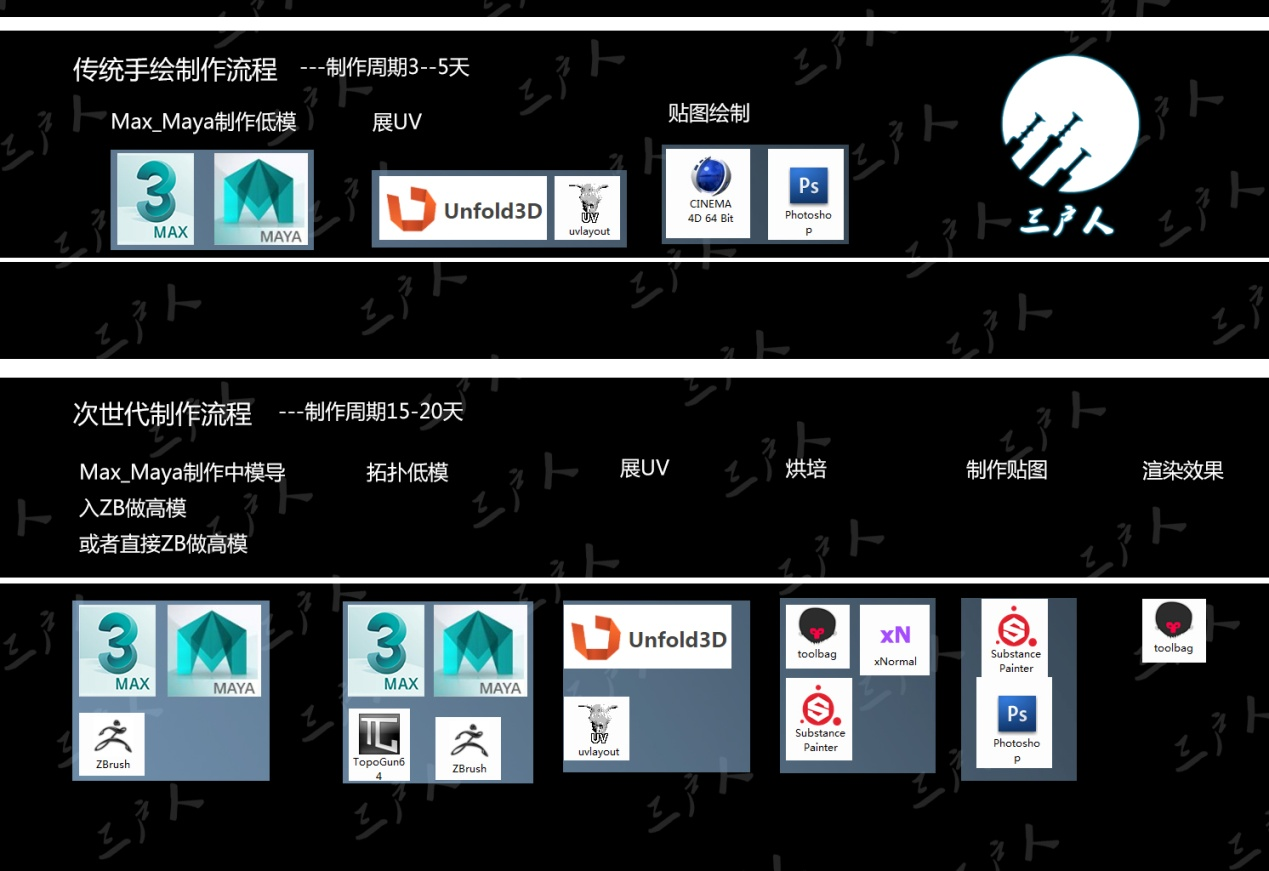 传统手绘制作流程 ---制作周期3--5天
Max_Maya制作低模
展UV
贴图绘制
3
MAX
MAYA
Unfold3D
UV
uvlayout
CINEMA
4D 64 Bit
Ps
Photosho
p
三户人
次世代制作流程 ---制作周期15-20天
Max_Maya制作中模导
入ZB做高模
或者直接ZB做高模
拓扑低模
展UV
烘培
制作贴图
渲染效果
3
MAX
MAYA
ZBrush
3
MAX
MAYA
TopoGun6
4
ZBrush
Unfold3D
UV
uvlayout
toolbag
xN
xNormal
Substance
Painter
Substance
Painter
Ps
Photosho
p
toolbag